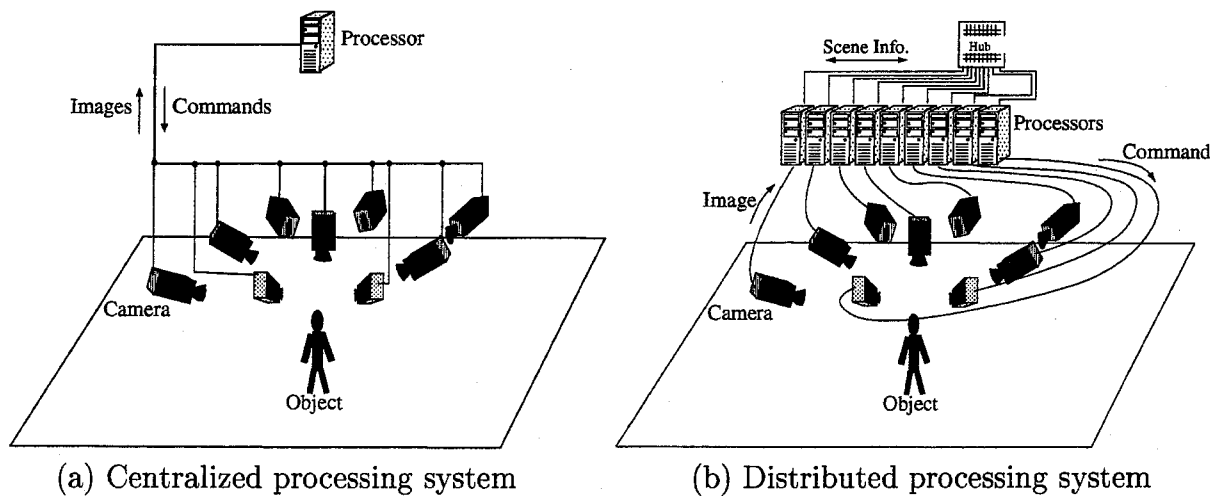 Processor
Images
Commands
Camera
Object
(a) Centralized processing system
Scene Info.
Hub
Processors
Command
Image
Camera
Object
(b) Distributed processing system